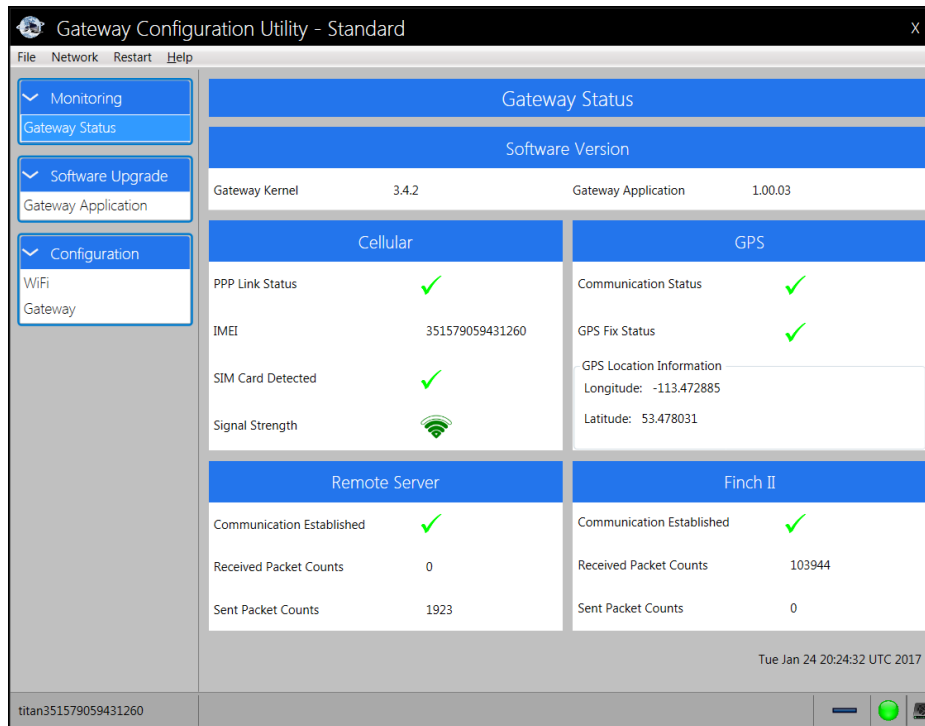 Gateway Configuration Utility - Standard X
File Network Restart Help
Monitoring
Gateway Status
Software Upgrade
Gateway Application
Configuration
WiFi
Gateway
Gateway Status
Software Version
Gateway Kernel 3.4.2 Gateway Application 1.00.03
Cellular
PPP Link Status
IMEI 351579059431260
SIM Card Detected
Signal Strength
GPS
Communication Status
GPS Fix Status
GPS Location Information
Longitude: -113.472885
Latitude: 53.478031
Remote Server
Communication Established
Received Packet Counts 0
Sent Packet Counts 1923
Finch II
Communication Established
Received Packet Counts 103944
Sent Packet Counts 0
Tue Jan 24 20:24:32 UTC 2017
titan351579059431260